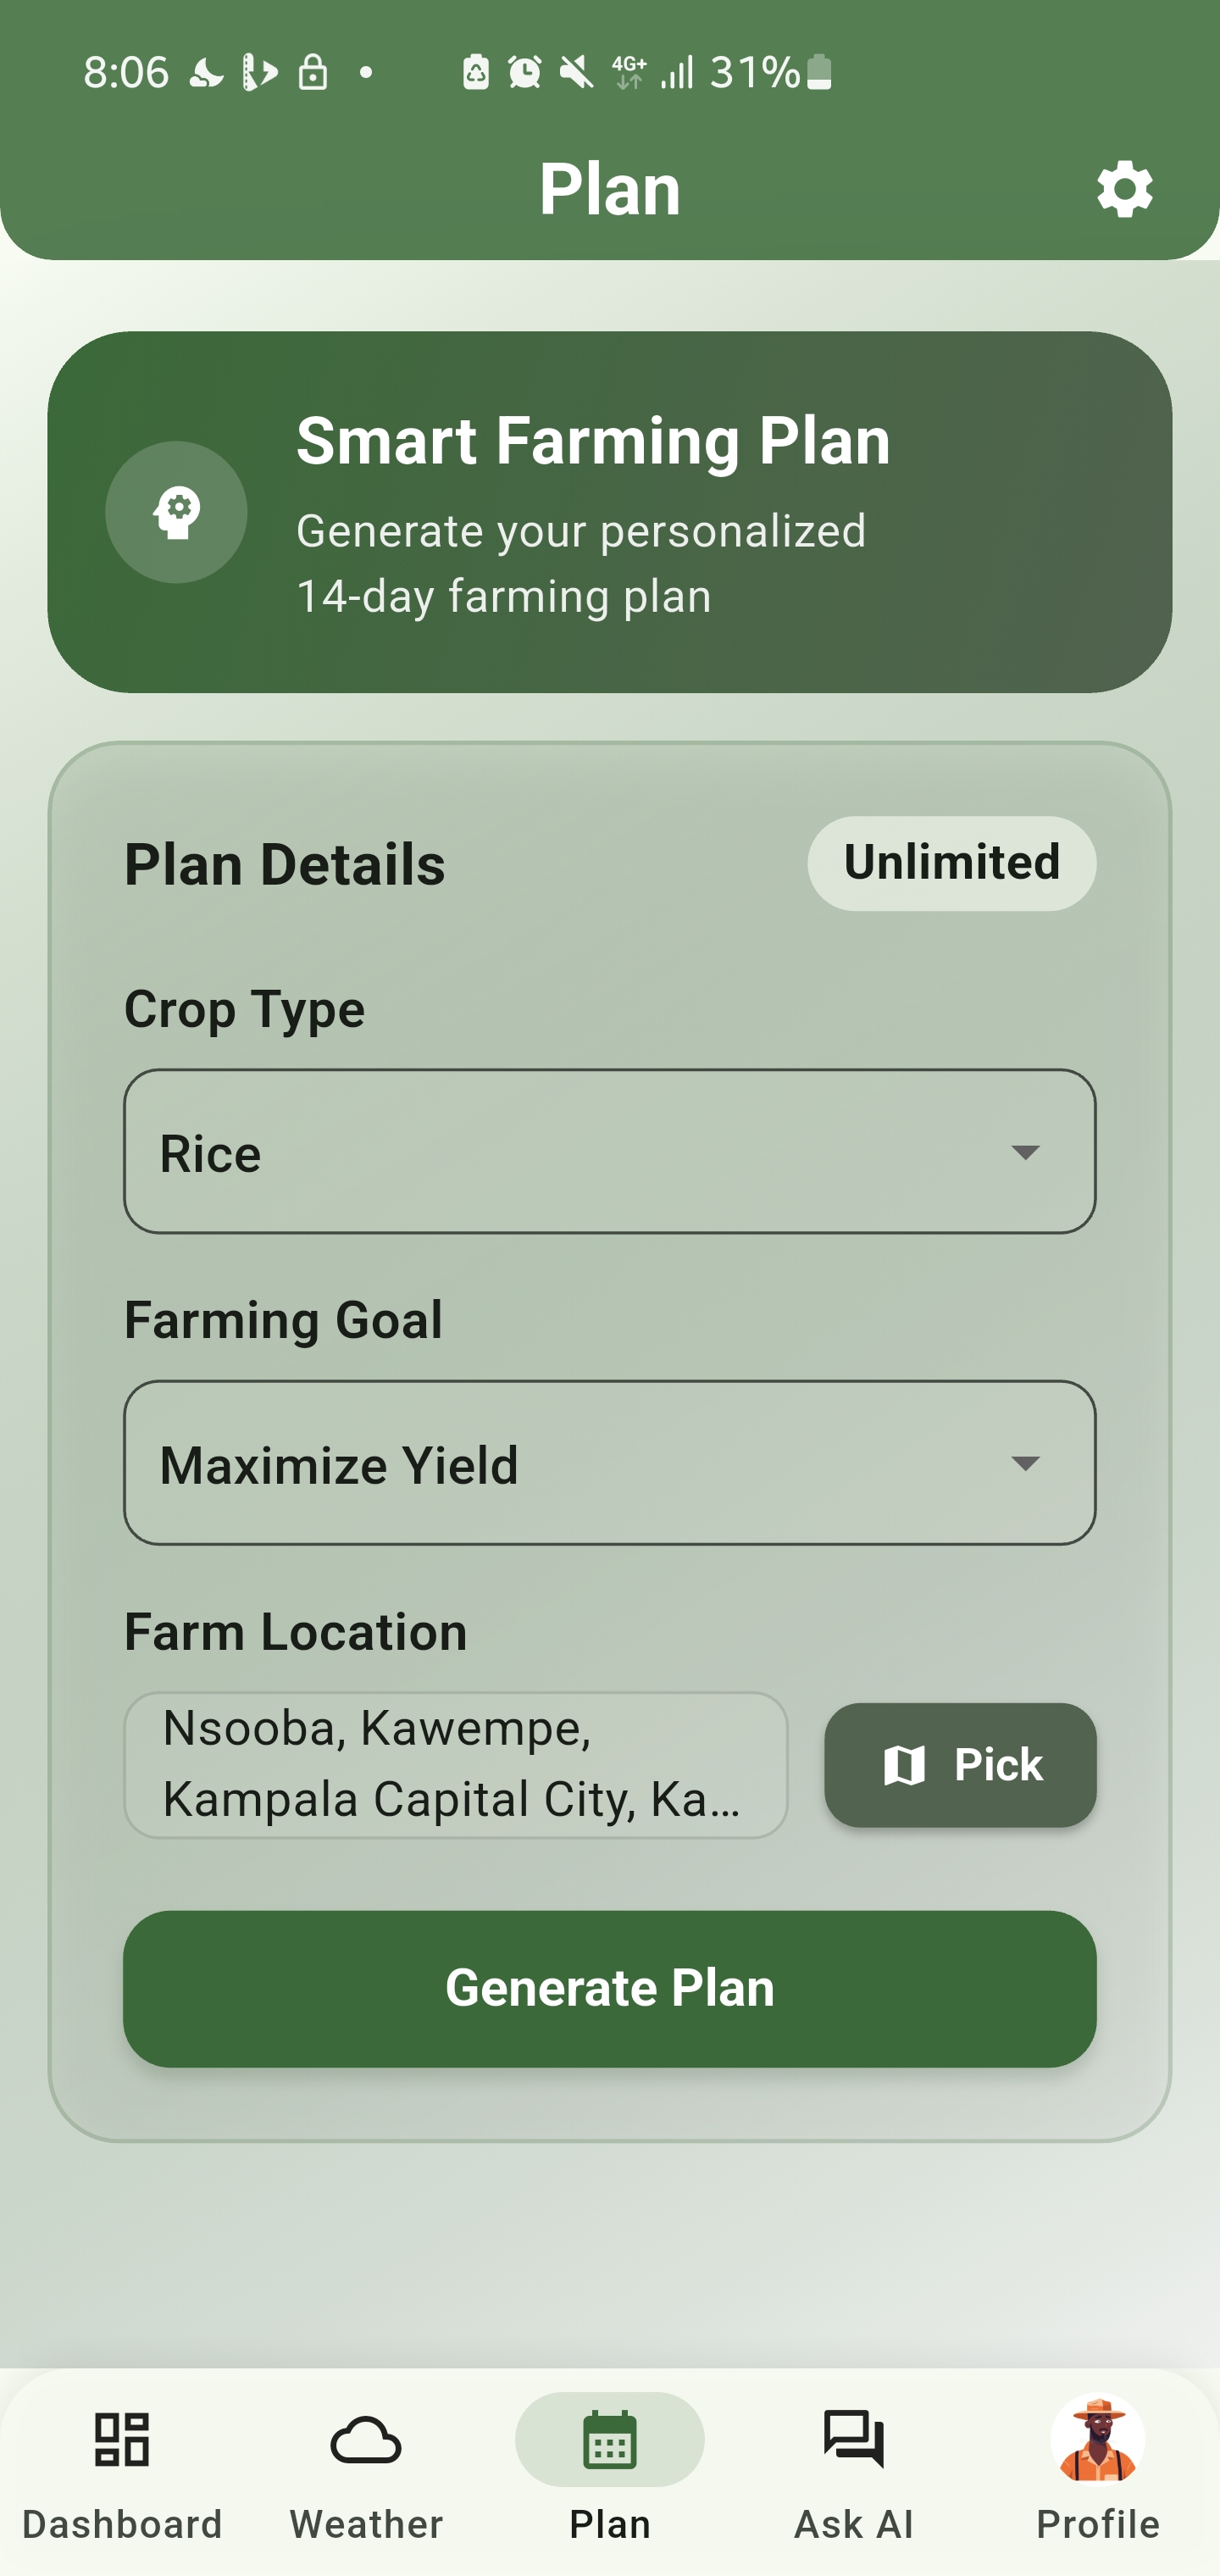 8:06
4G+
31%
Plan
Smart Farming Plan
Generate your personalized
14-day farming plan
Plan Details
Unlimited
Crop Type
Rice
Farming Goal
Maximize Yield
Farm Location
Nsooba, Kawempe,
Kampala Capital City, Ka…
Pick
Generate Plan
Dashboard
Weather
Plan
Ask AI
Profile